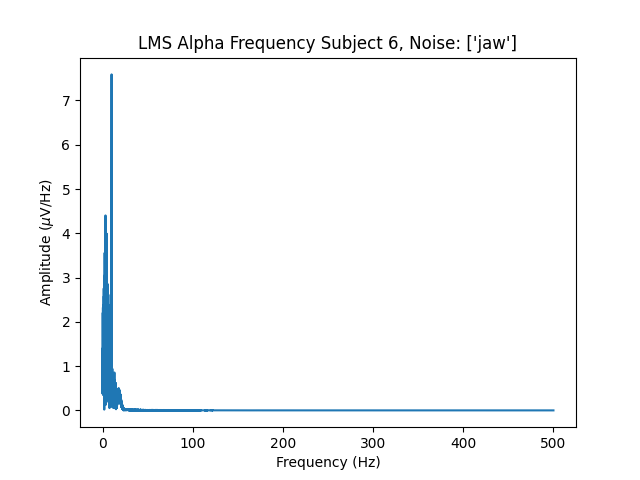 LMS Alpha Frequency Subject 6, Noise: ['jaw']
Amplitude (μV/Hz)
7
6
5
4
3
2
1
0
0 100 200 300 400 500
Frequency (Hz)